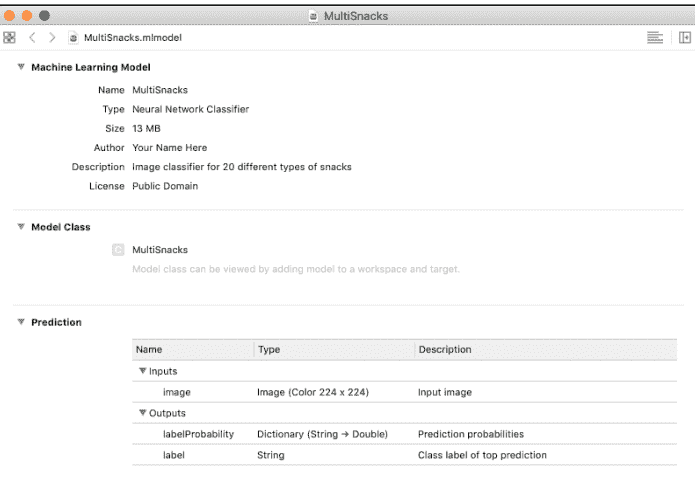 MultiSnacks
MultiSnacks.mlmodel
Machine Learning Model
Name MultiSnacks
Type Neural Network Classifier
Size 13 MB
Author Your Name Here
Description Image classifier for 20 different types of snacks
License Public Domain
Model Class
C MultiSnacks
Model class can be viewed by adding model to a workspace and target.
Prediction
Name Type Description
Inputs
image Image (Color 224 x 224) Input image
Outputs
labelProbability Dictionary (String → Double) Prediction probabilities
label String Class label of top prediction